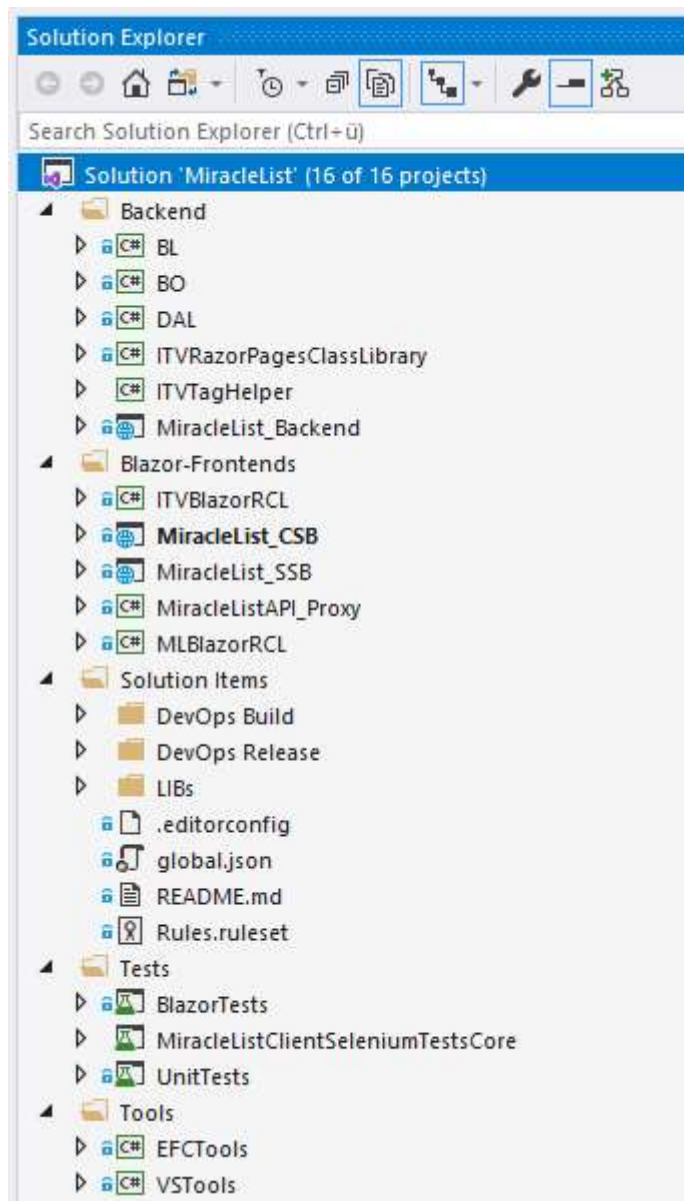 Solution Explorer
Search Solution Explorer (Ctrl+ü)
Solution 'MiracleList' (16 of 16 projects)
Backend
C# BL
C# BO
C# DAL
C# ITVRazorPagesClassLibrary
C# ITVTagHelper
MiracleList_Backend
Blazor-Frontends
C# ITVBlazorRCL
MiracleList_CSB
MiracleList_SSB
C# MiracleListAPI_Proxy
C# MLBlazorRCL
Solution Items
DevOps Build
DevOps Release
LIBs
.editorconfig
global.json
README.md
Rules.ruleset
Tests
BlazorTests
MiracleListClientSeleniumTestsCore
UnitTests
Tools
C# EFCTools
C# VSTools